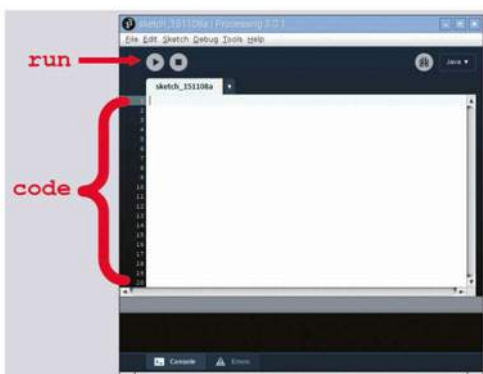 sketch_151108a | Processing 3.0.1
File Edit Sketch Debug Tools Help
run
Java ▼
sketch_151108a ▼
1
2
3
4
5
6
7
8
9
10
11
12
13
14
15
16
17
18
19
20
code
Console Errors